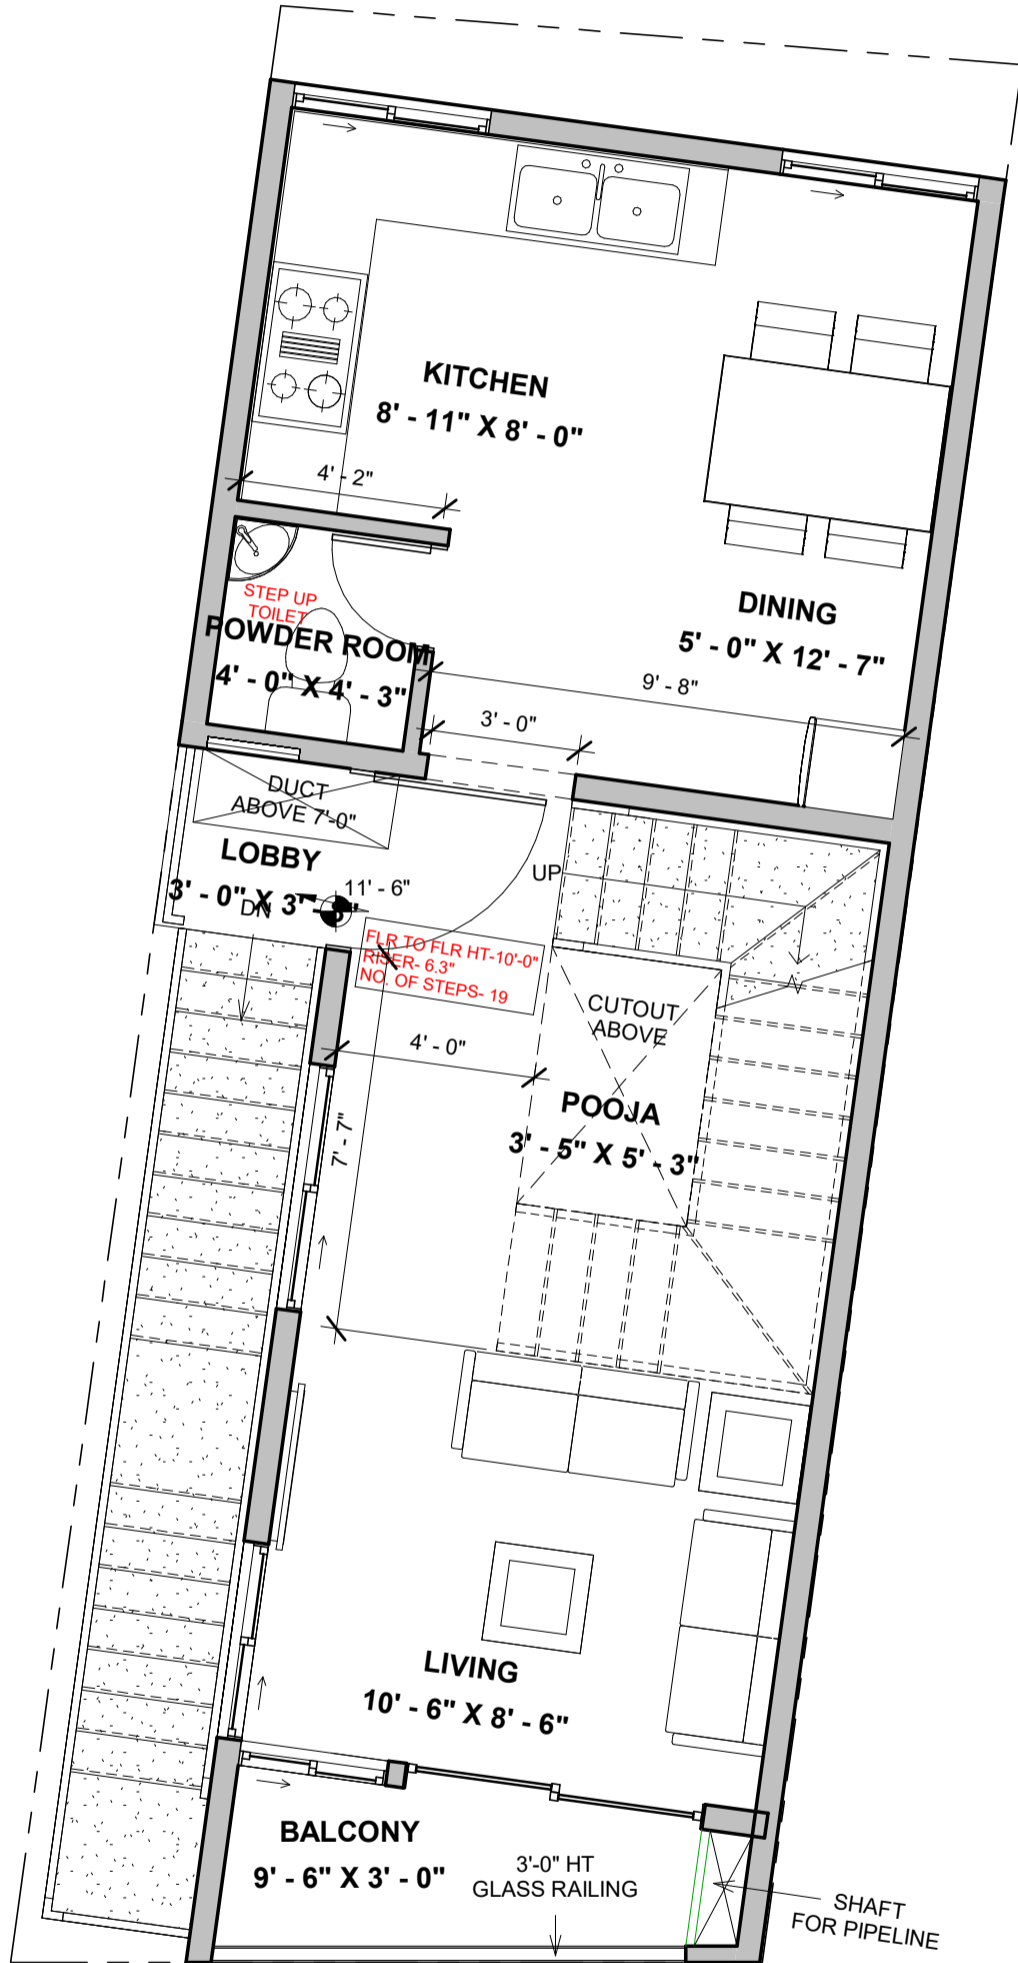 KITCHEN
8' - 11" X 8' - 0"
4' - 2"
STEP UP
TOILET
POWDER ROOM
4' - 0" X 4' - 3"
DINING
5' - 0" X 12' - 7"
9' - 8"
3' - 0"
DUCT
ABOVE 7'-0"
LOBBY
3' - 0" X 3' -
DN
11' - 6"
UP
FLR TO FLR HT-10'-0"
RISER- 6.3"
NO. OF STEPS- 19
CUTOUT
ABOVE
4' - 0"
POOJA
3' - 5" X 5' - 3"
7' - 7"
LIVING
10' - 6" X 8' - 6"
BALCONY
9' - 6" X 3' - 0"
3'-0" HT
GLASS RAILING
SHAFT
FOR PIPELINE